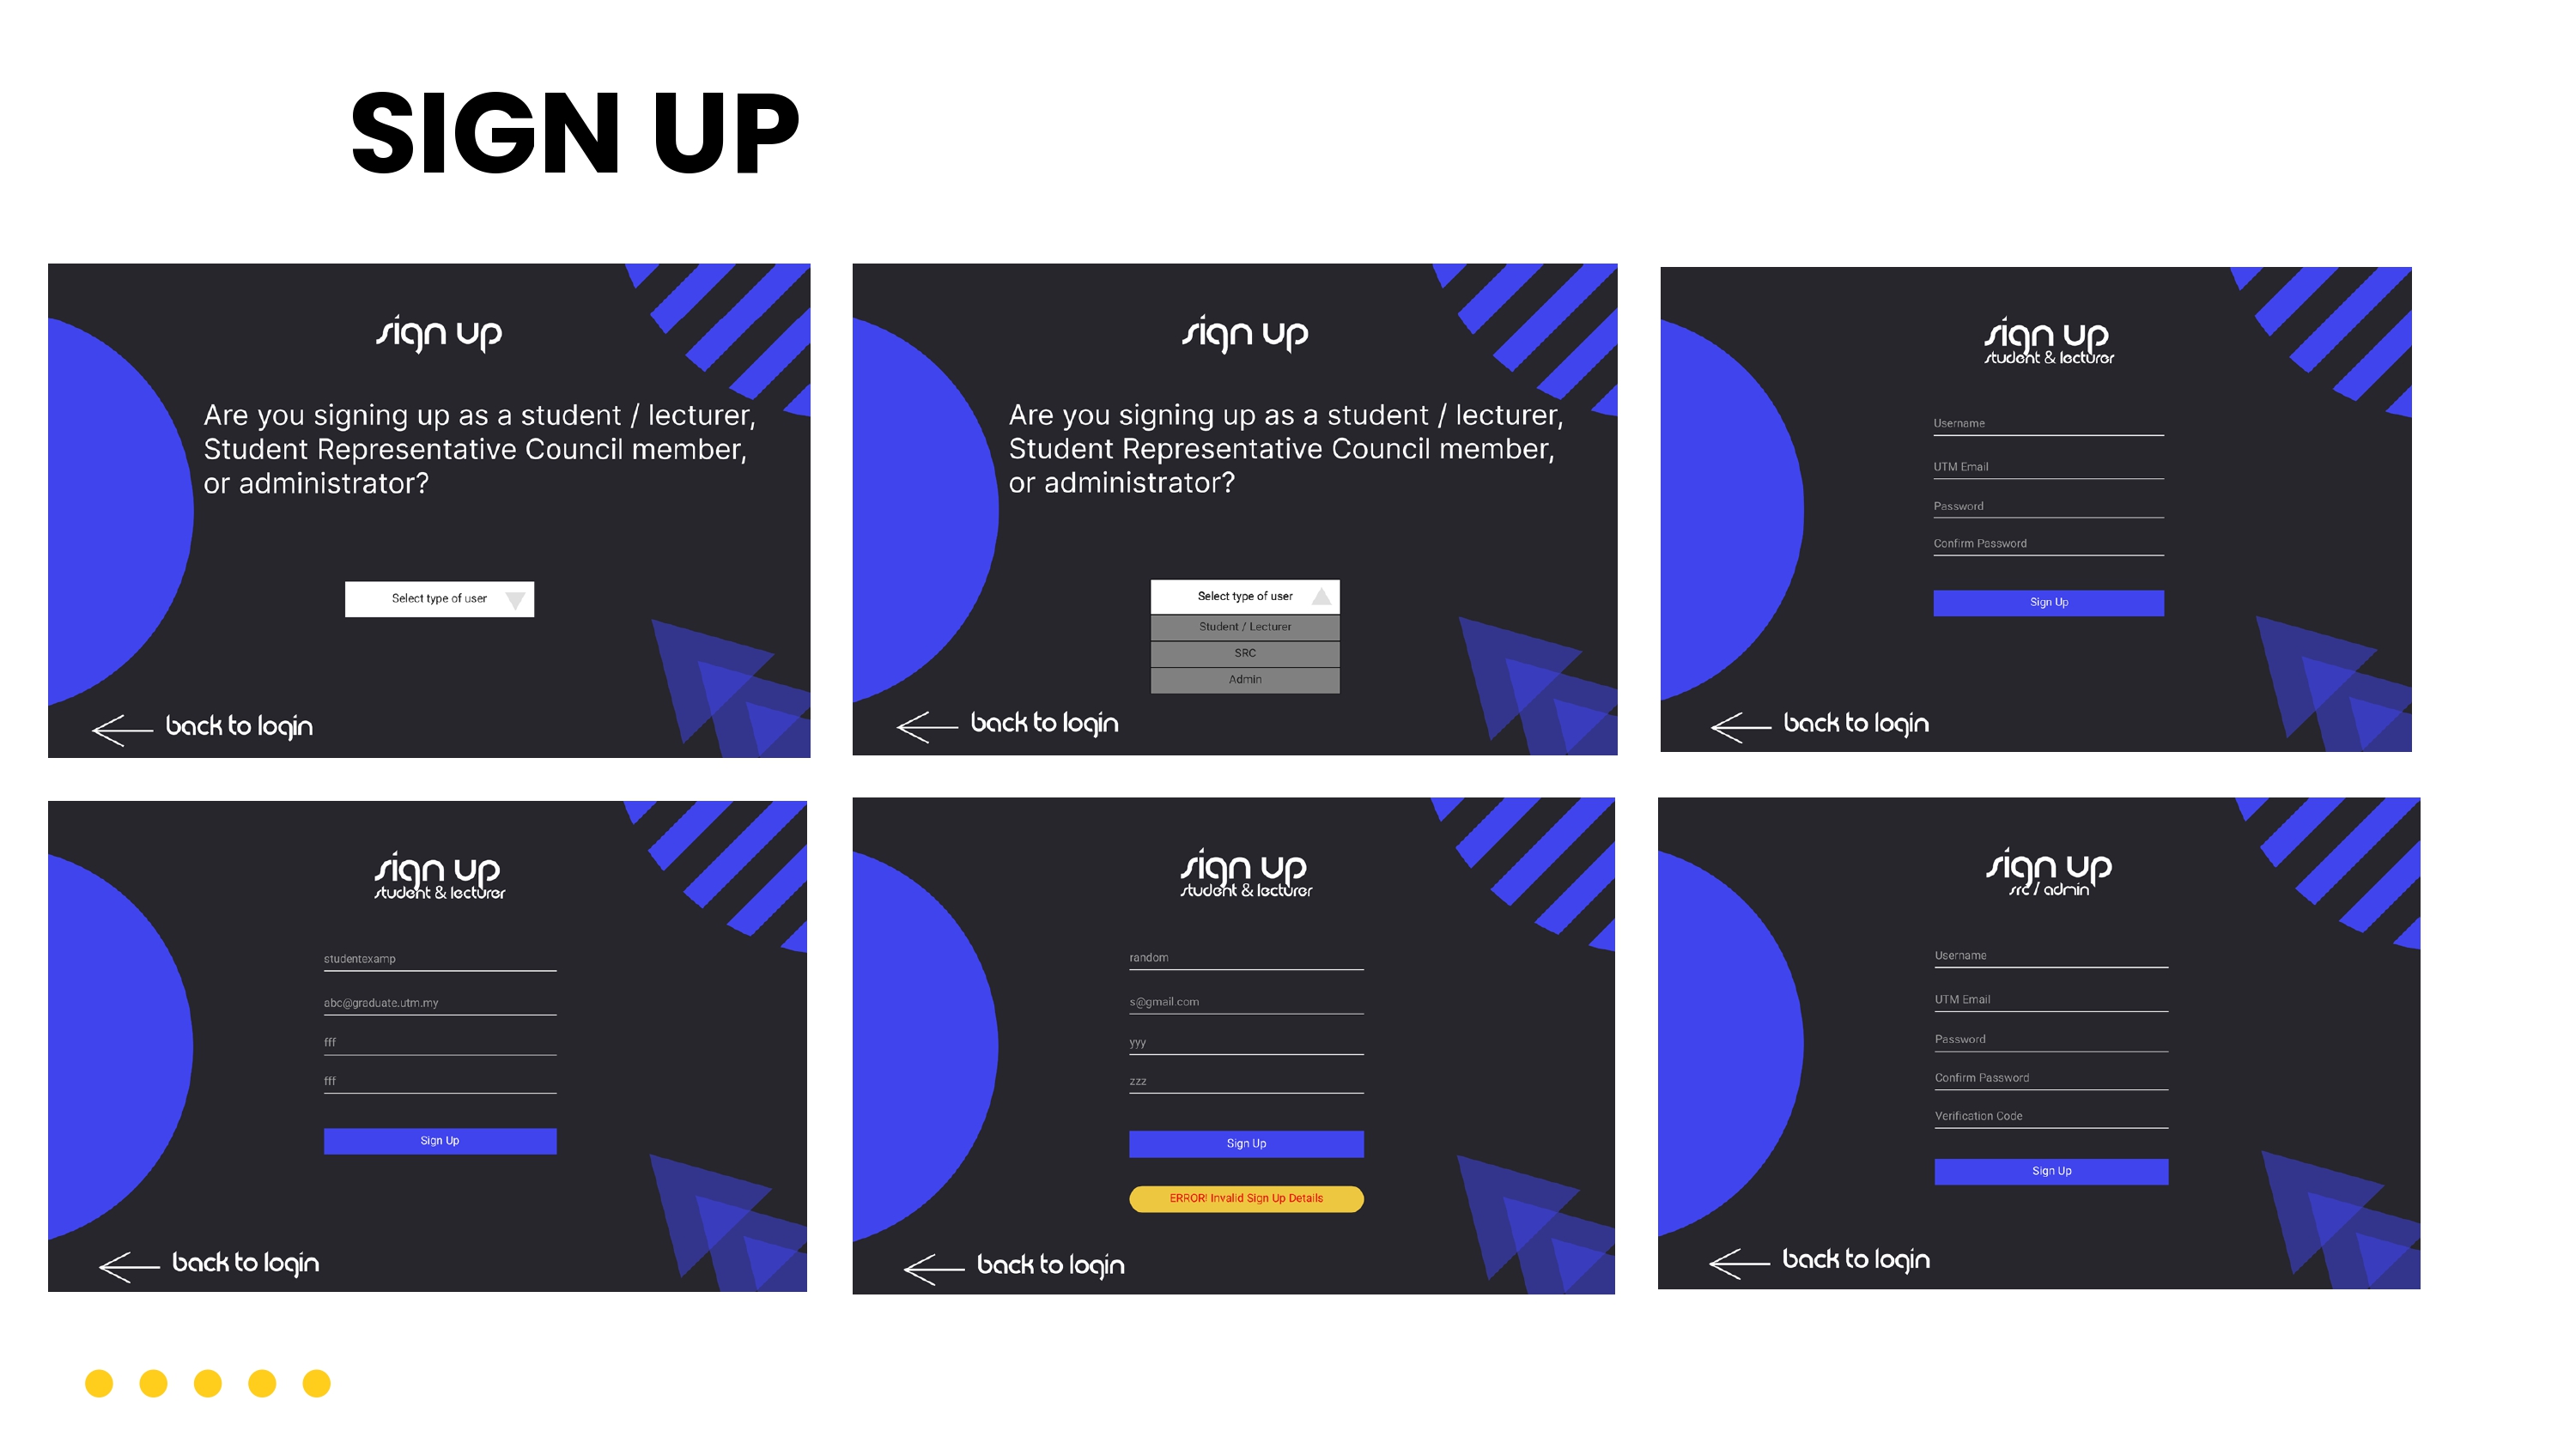 SIGN UP
sign up
Are you signing up as a student / lecturer,
Student Representative Council member,
or administrator?
Select type of user
back to login
sign up
Are you signing up as a student / lecturer,
Student Representative Council member,
or administrator?
Select type of user
Student / Lecturer
SRC
Admin
back to login
sign up
student & lecturer
Username
UTM Email
Password
Confirm Password
Sign Up
back to login
sign up
student & lecturer
studentexamp
abc@graduate.utm.my
fff
fff
Sign Up
back to login
sign up
student & lecturer
random
s@gmail.com
yyy
zzz
Sign Up
ERROR! Invalid Sign Up Details
back to login
sign up
src / admin
Username
UTM Email
Password
Confirm Password
Verification Code
Sign Up
back to login